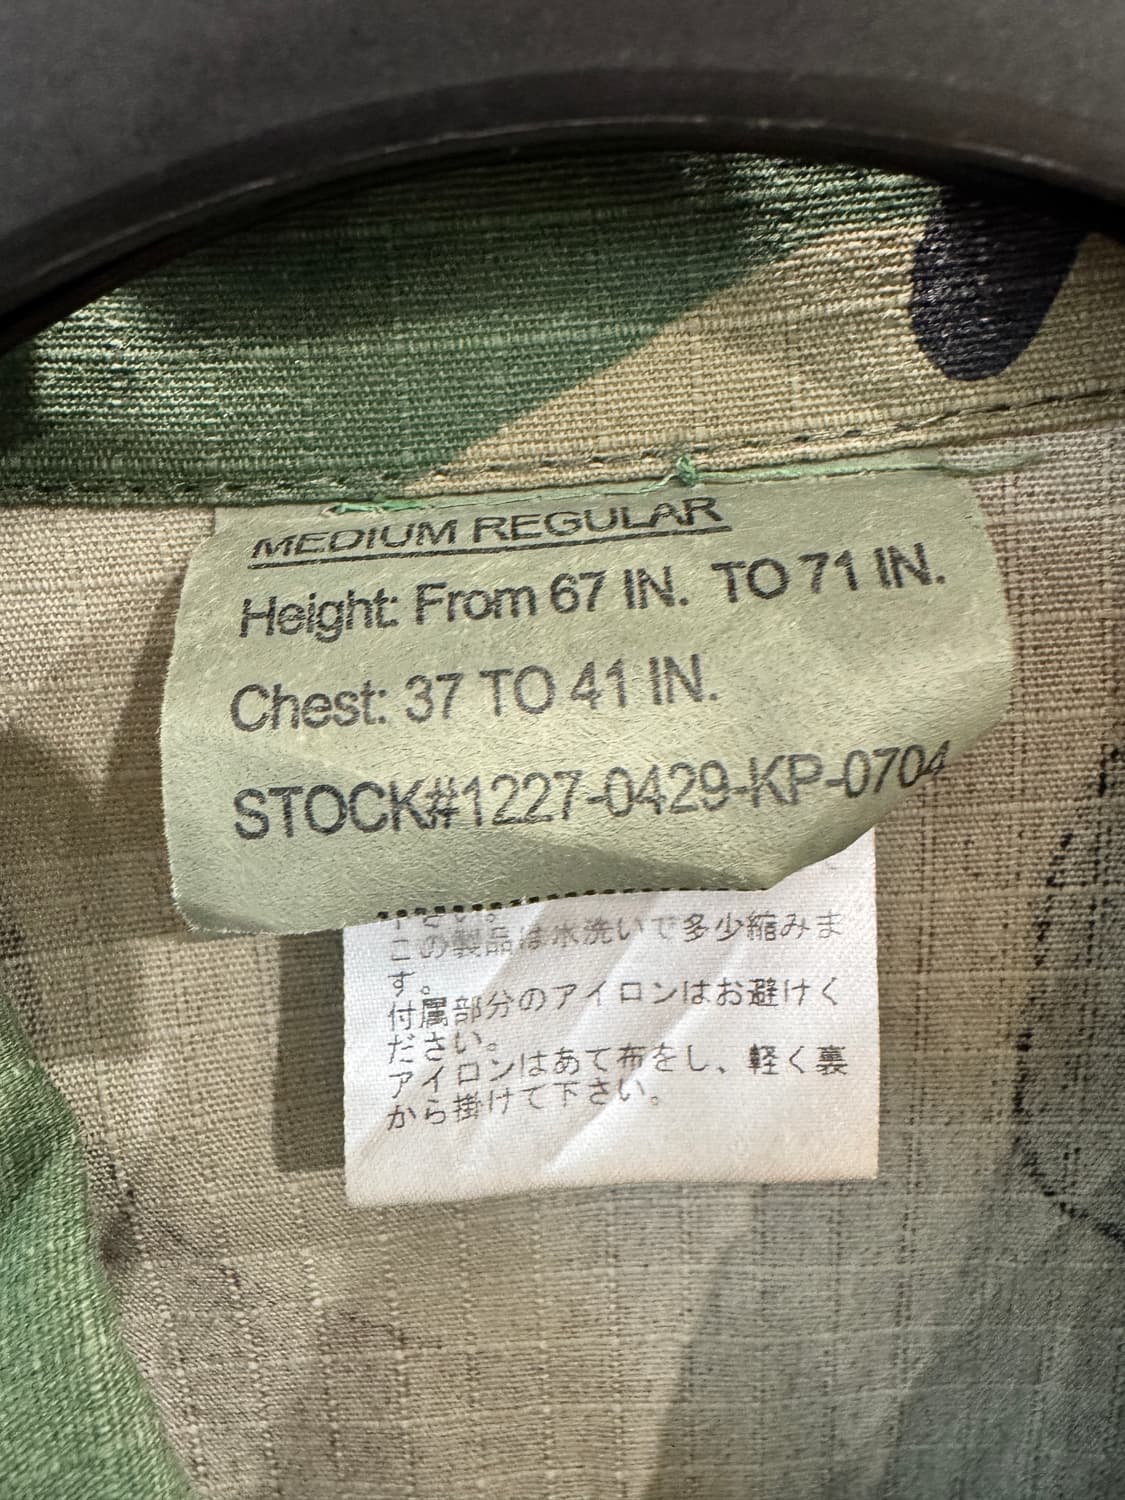 MEDIUM REGULAR
Height: From 67 IN. TO 71 IN.
Chest: 37 TO 41 IN.
STOCK#1227-0429-KP-0704
さい。
この製品は水洗いで多少縮みま
す。
付属部分のアイロンはお避けく
ださい。
アイロンはあて布をし、軽く裏
から掛けて下さい。